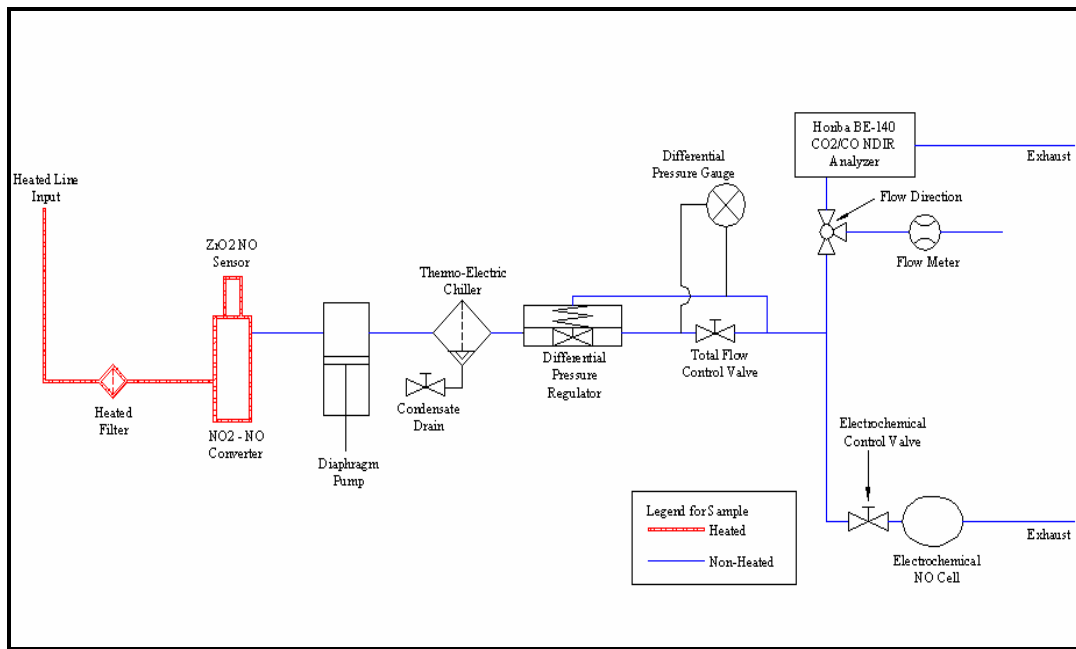 Heated Line
Input
ZrO2 NO
Sensor
Heated
Filter
NO2 - NO
Converter
Diaphragm
Pump
Thermo-Electric
Chiller
Condensate
Drain
Differential
Pressure
Regulator
Differential
Pressure Gauge
Total Flow
Control Valve
Horiba BE-140
CO2/CO NDIR
Analyzer
Exhaust
Flow Direction
Flow Meter
Electrochemical
Control Valve
Electrochemical
NO Cell
Exhaust
Legend for Sample
Heated
Non-Heated